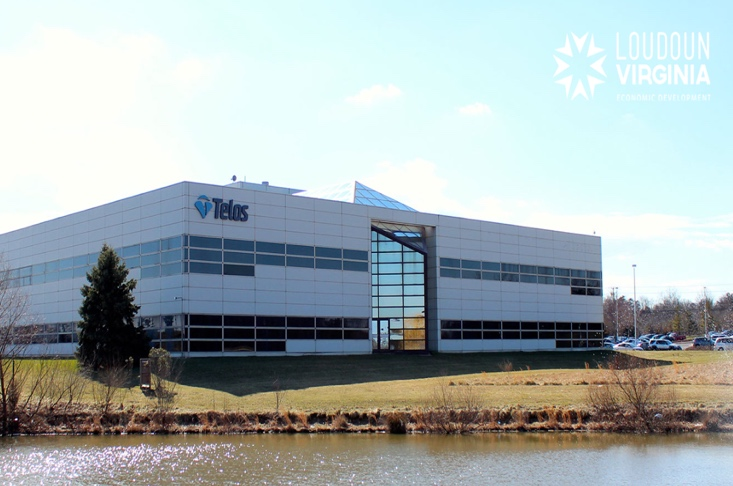 LOUDOUN
VIRGINIA
ECONOMIC DEVELOPMENT
Telos